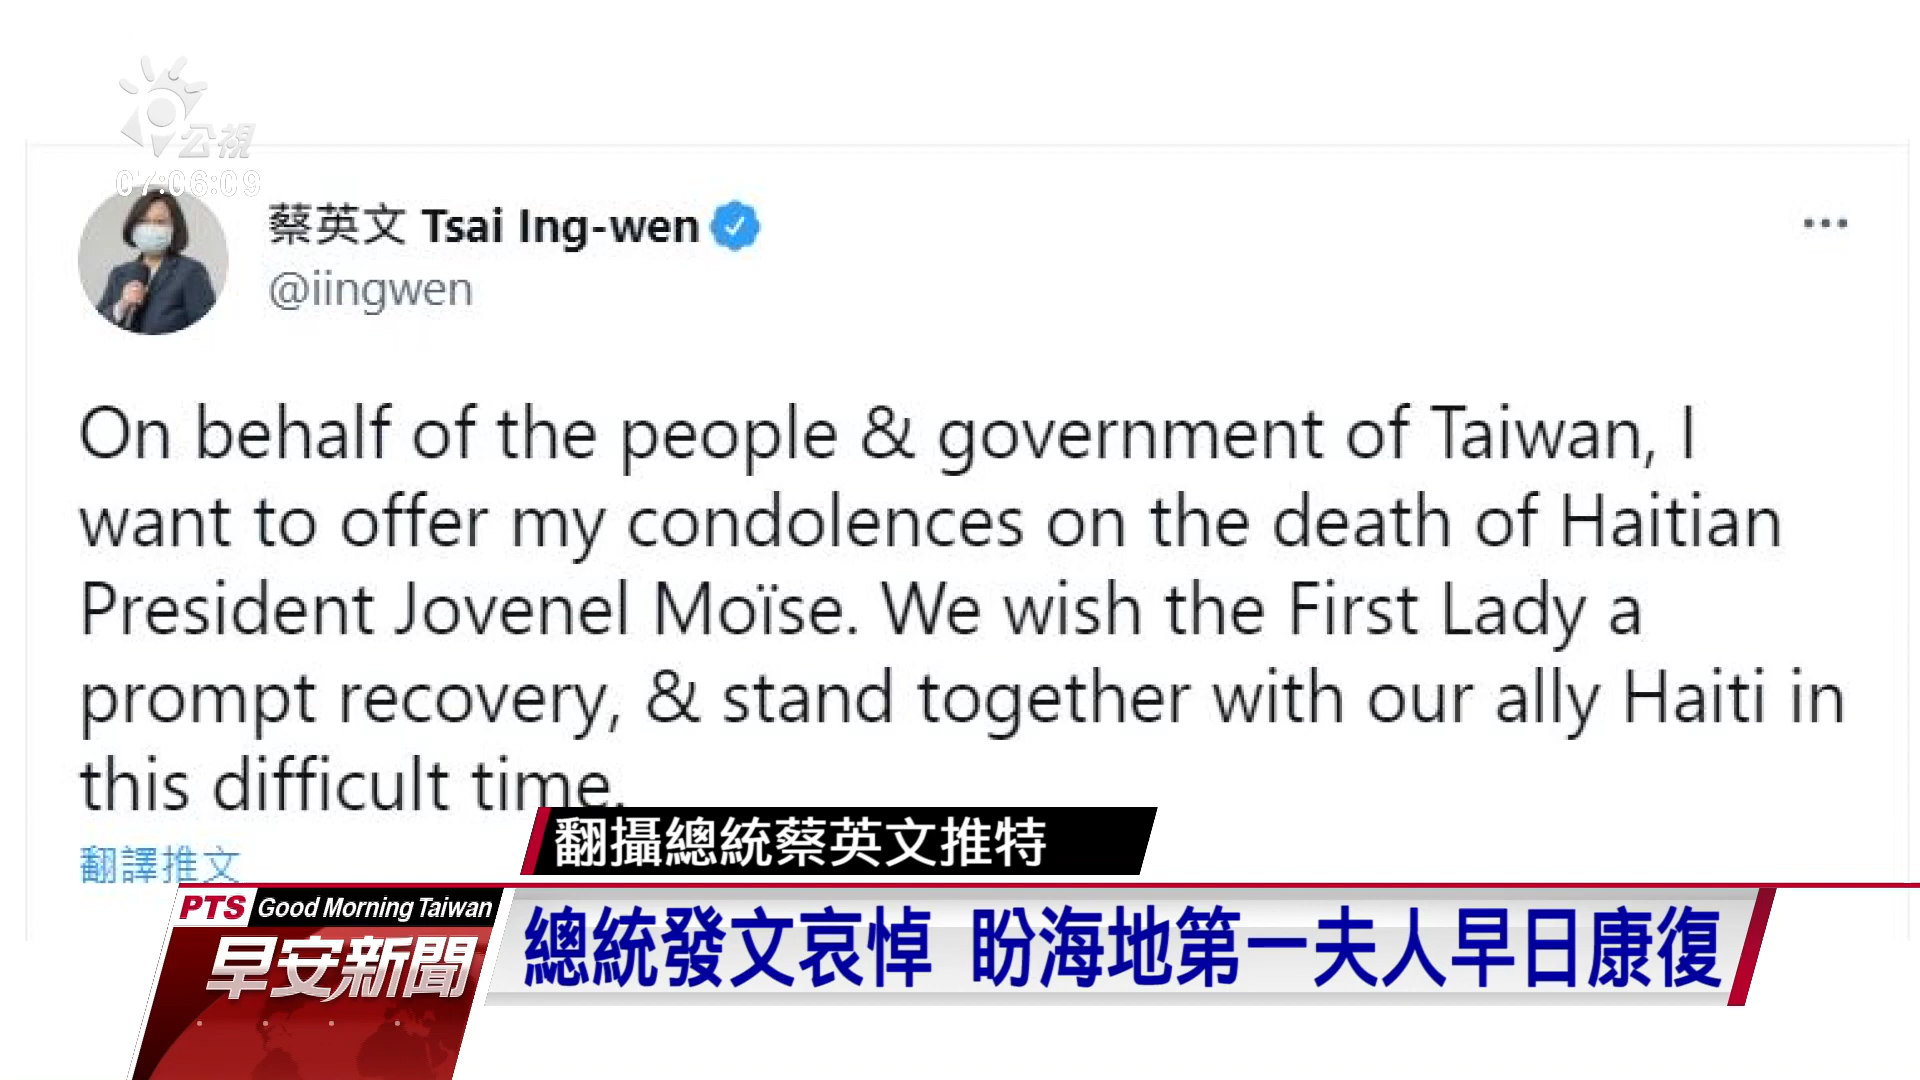 公視
07:06:09
蔡英文 Tsai Ing-wen
@iingwen
On behalf of the people & government of Taiwan, I
want to offer my condolences on the death of Haitian
President Jovenel Moïse. We wish the First Lady a
prompt recovery, & stand together with our ally Haiti in
this difficult time.
翻譯推文
翻攝總統蔡英文推特
PTS Good Morning Taiwan
早安新聞
總統發文哀悼 盼海地第一夫人早日康復